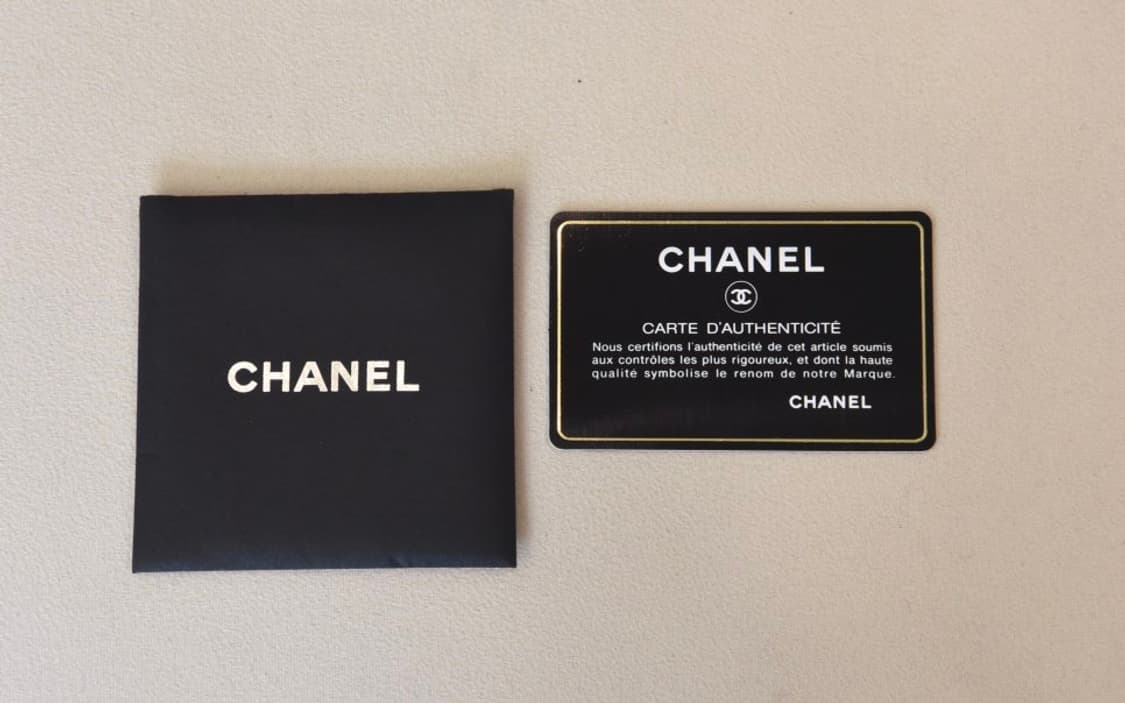 CHANEL
CHANEL
CARTE D'AUTHENTICITÉ
Nous certifions l'authenticité de cet article soumis
aux contrôles les plus rigoureux, et dont la haute
qualité symbolise le renom de notre Marque.
CHANEL